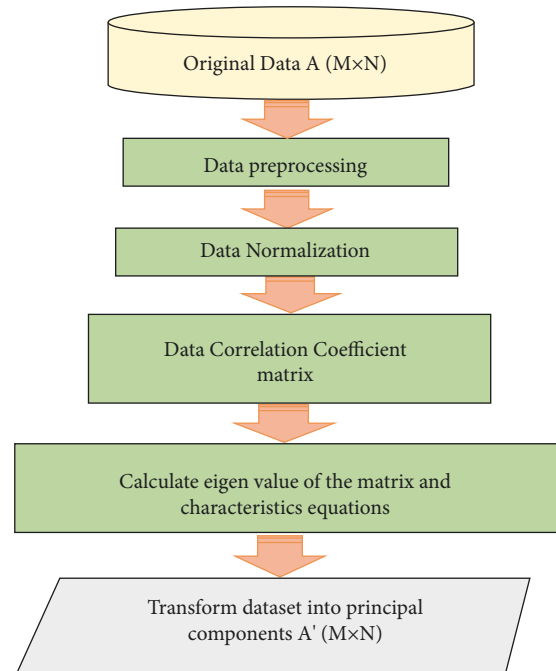 Original Data A (M×N)
Data preprocessing
Data Normalization
Data Correlation Coefficient
matrix
Calculate eigen value of the matrix and
characteristics equations
Transform dataset into principal
components A' (M×N)